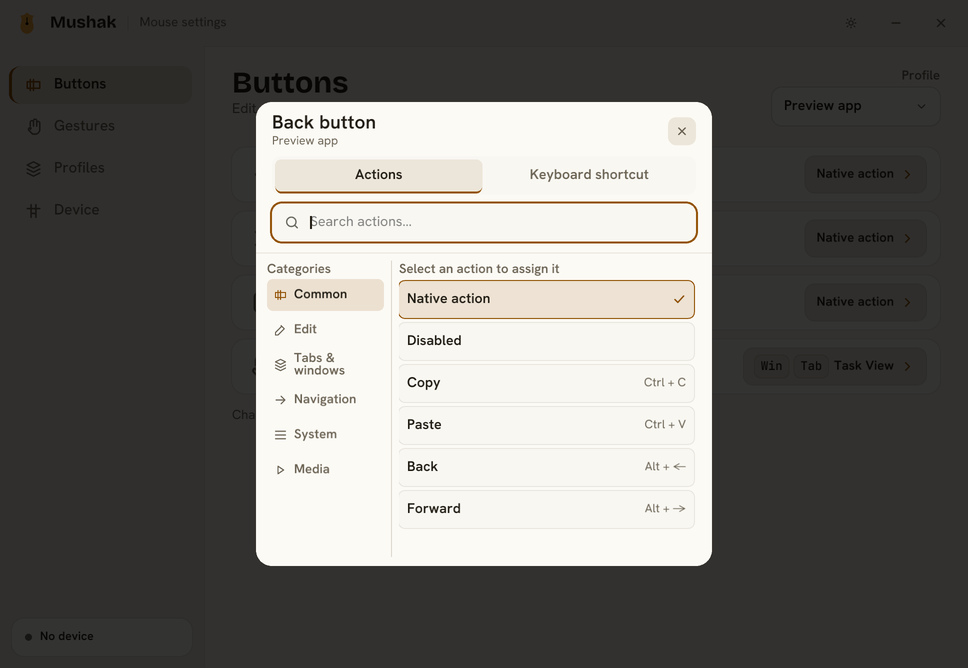 Mushak
Mouse settings
Buttons
Gestures
Profiles
Device
No device
Buttons
Edit
Profile
Preview app
Native action
Native action
Native action
Win Tab Task View
Cha
Back button
Preview app
Actions
Keyboard shortcut
Search actions...
Categories
Common
Edit
Tabs &
windows
Navigation
System
Media
Select an action to assign it
Native action
Disabled
Copy Ctrl + C
Paste Ctrl + V
Back Alt + ←
Forward Alt + →